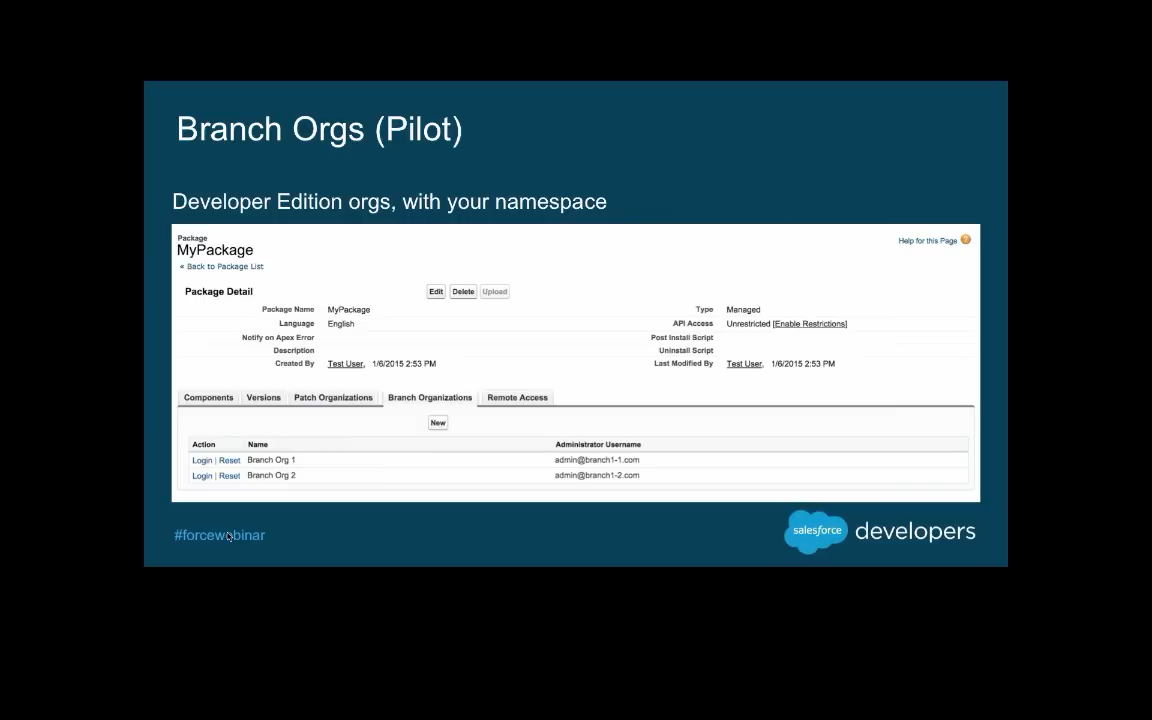 Branch Orgs (Pilot)
Developer Edition orgs, with your namespace
Package
MyPackage
Help for this Page ?
« Back to Package List
Package Detail
Edit Delete Upload
Package Name MyPackage Type Managed
Language English API Access Unrestricted [Enable Restrictions]
Notify on Apex Error Post Install Script
Description Uninstall Script
Created By Test User, 1/6/2015 2:53 PM Last Modified By Test User, 1/6/2015 2:53 PM
Components Versions Patch Organizations Branch Organizations Remote Access
New
Action Name Administrator Username
Login | Reset Branch Org 1 admin@branch1-1.com
Login | Reset Branch Org 2 admin@branch1-2.com
#forcewebinar
salesforce developers